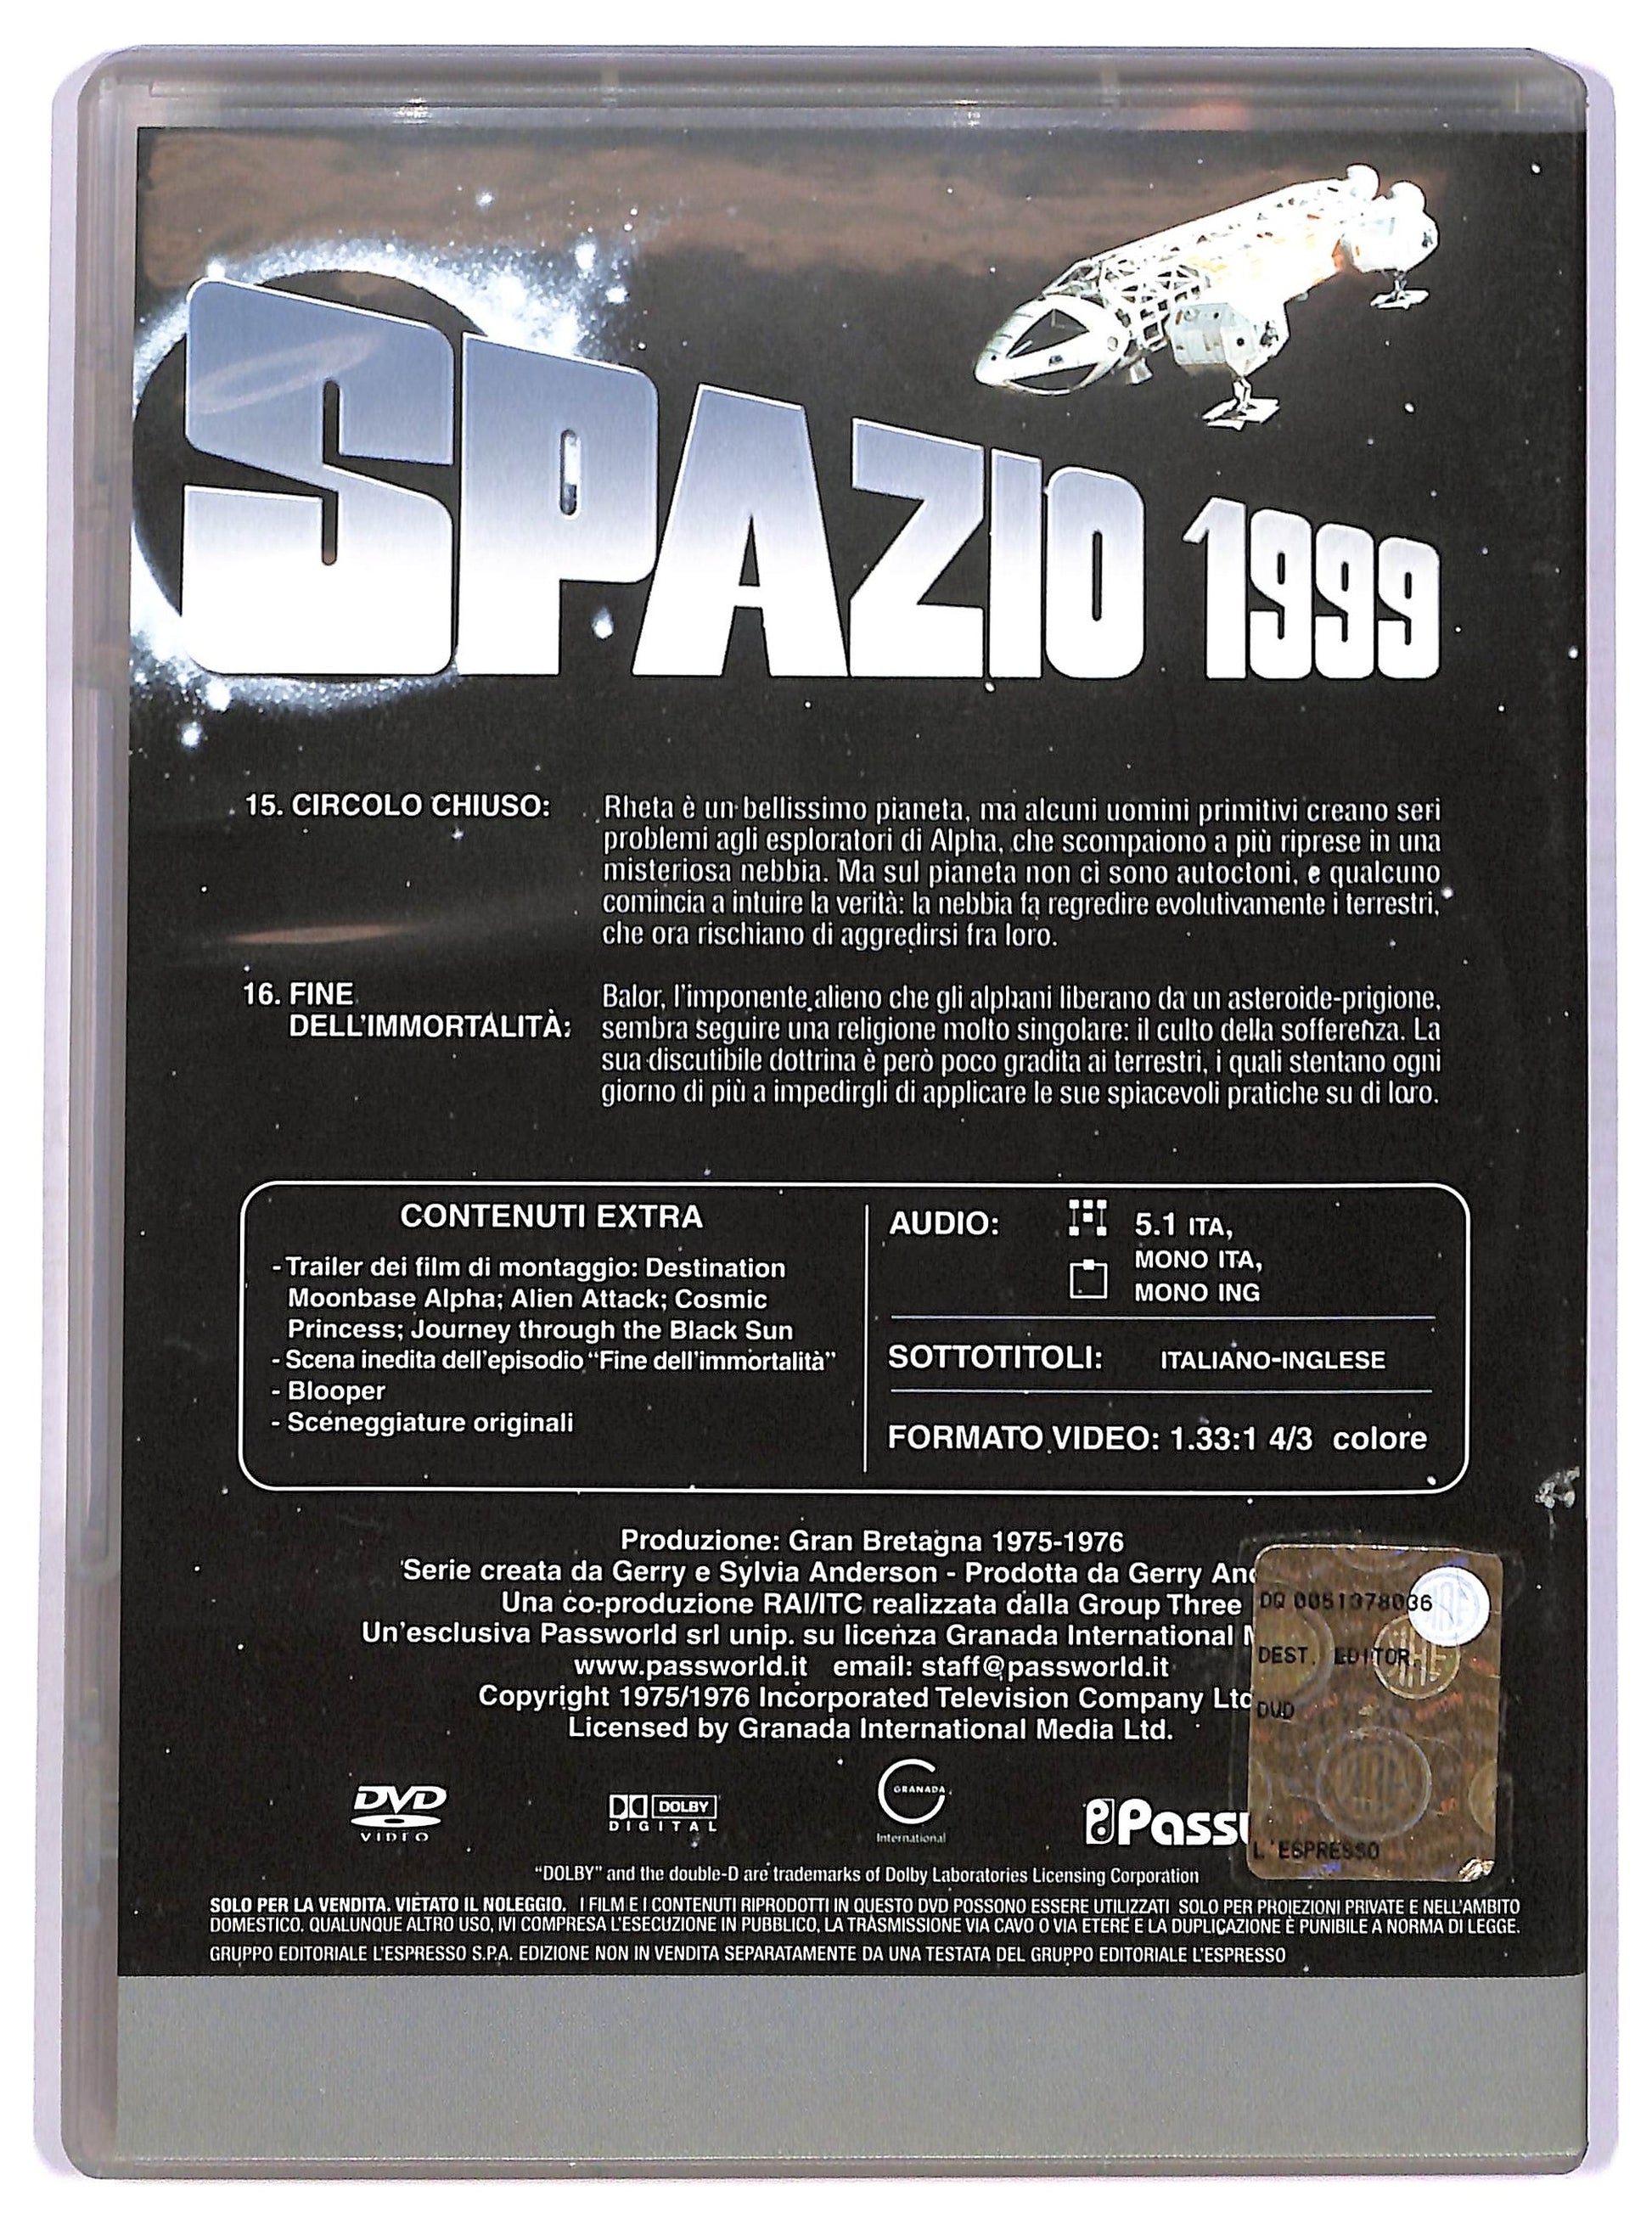 SPAZIO 1999
15. CIRCOLO CHIUSO:
Rheta è un bellissimo pianeta, ma alcuni uomini primitivi creano seri
problemi agli esploratori di Alpha, che scompaiono a più riprese in una
misteriosa nebbia. Ma sul pianeta non ci sono autoctoni, e qualcuno
comincia a intuire la verità: la nebbia fa regredire evolutivamente i terrestri,
che ora rischiano di aggredirsi fra loro.
16. FINE
DELL'IMMORTALITÀ:
Balor, l'imponente alieno che gli alphani liberano da un asteroide-prigione,
sembra seguire una religione molto singolare: il culto della sofferenza. La
sua discutibile dottrina è però poco gradita ai terrestri, i quali stentano ogni
giorno di più a impedirgli di applicare le sue spiacevoli pratiche su di loro.
CONTENUTI EXTRA
- Trailer dei film di montaggio: Destination
Moonbase Alpha; Alien Attack; Cosmic
Princess; Journey through the Black Sun
- Scena inedita dell'episodio "Fine dell'immortalità"
- Blooper
- Sceneggiature originali
AUDIO: 5.1 ITA,
MONO ITA,
MONO ING
SOTTOTITOLI: ITALIANO-INGLESE
FORMATO VIDEO: 1.33:1 4/3 colore
Produzione: Gran Bretagna 1975-1976
Serie creata da Gerry e Sylvia Anderson - Prodotta da Gerry And
Una co-produzione RAI/ITC realizzata dalla Group Three
Un'esclusiva Passworld srl unip. su licenza Granada International
www.passworld.it email: staff@passworld.it
Copyright 1975/1976 Incorporated Television Company Ltd
Licensed by Granada International Media Ltd.
DQ 0051378036
DEST. EDITOR.
DVD
L'ESPRESSO
DVD
VIDEO
DOLBY
DIGITAL
GRANADA
International
Pass
"DOLBY" and the double-D are trademarks of Dolby Laboratories Licensing Corporation
SOLO PER LA VENDITA. VIETATO IL NOLEGGIO. I FILM E I CONTENUTI RIPRODOTTI IN QUESTO DVD POSSONO ESSERE UTILIZZATI SOLO PER PROIEZIONI PRIVATE E NELL'AMBITO
DOMESTICO. QUALUNQUE ALTRO USO, IVI COMPRESA L'ESECUZIONE IN PUBBLICO, LA TRASMISSIONE VIA CAVO O VIA ETERE E LA DUPLICAZIONE È PUNIBILE A NORMA DI LEGGE.
GRUPPO EDITORIALE L'ESPRESSO S.P.A. EDIZIONE NON IN VENDITA SEPARATAMENTE DA UNA TESTATA DEL GRUPPO EDITORIALE L'ESPRESSO